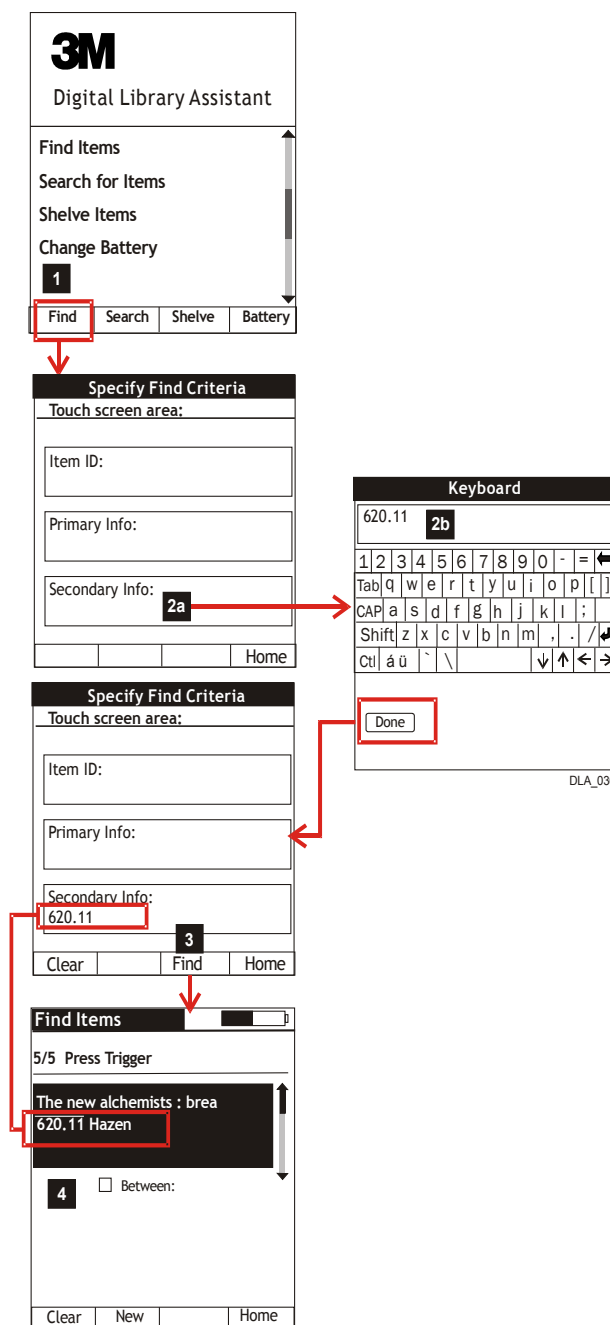 3M
Digital Library Assistant
Find Items
Search for Items
Shelve Items
Change Battery
1
Find Search Shelve Battery
Specify Find Criteria
Touch screen area:
Item ID:
Primary Info:
Secondary Info:
2a
Home
Keyboard
620.11 2b
1 2 3 4 5 6 7 8 9 0 - =
Tab q w e r t y u i o p [ ]
CAP a s d f g h j k l ;
Shift z x c v b n m , . /
Ctl á ü ` \
Done
DLA_03
Specify Find Criteria
Touch screen area:
Item ID:
Primary Info:
Secondary Info:
620.11
3
Clear Find Home
Find Items
5/5 Press Trigger
The new alchemists : brea
620.11 Hazen
4 Between:
Clear New Home